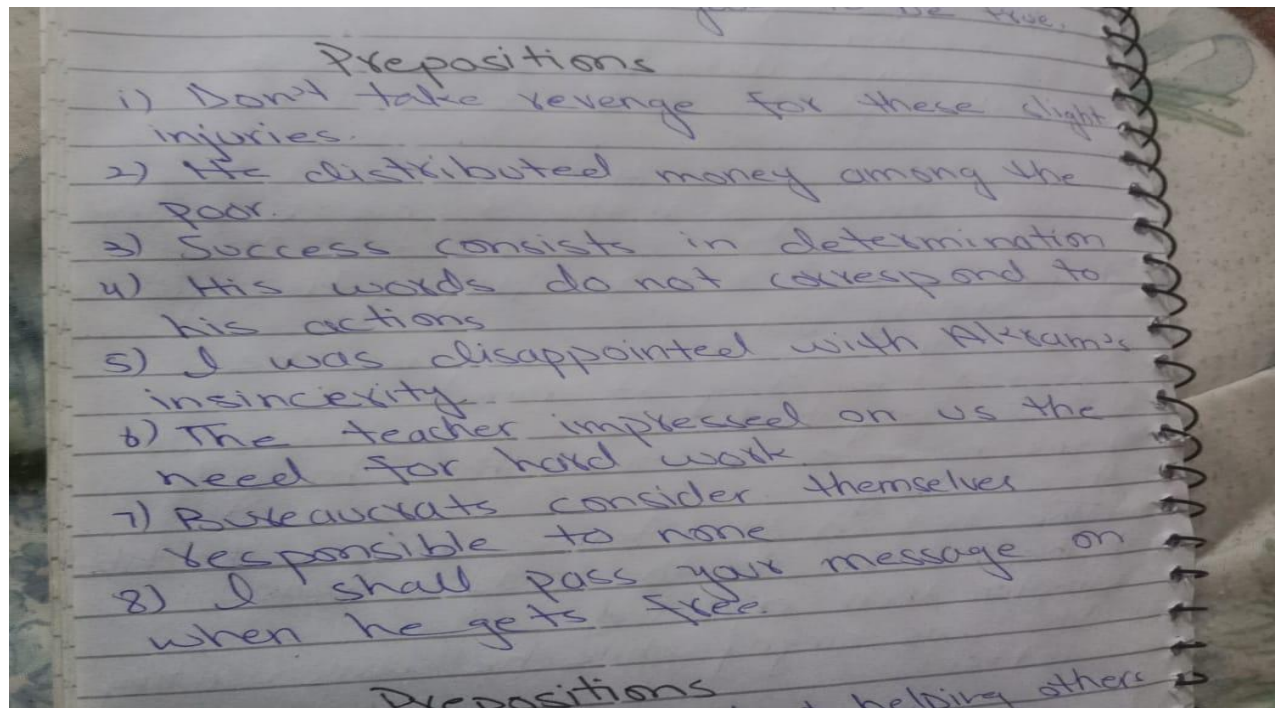 be true.
Prepositions
1) Don't take revenge for these slight
injuries.
2) He distributed money among the
poor.
3) Success consists in determination
4) His words do not correspond to
his actions
5) I was disappointed with Akram's
insincerity
6) The teacher impressed on us the
need for hard work
7) Bureaucrats consider themselves
responsible to none
8) I shall pass your message on
when he gets free.
Prepositions
helping others